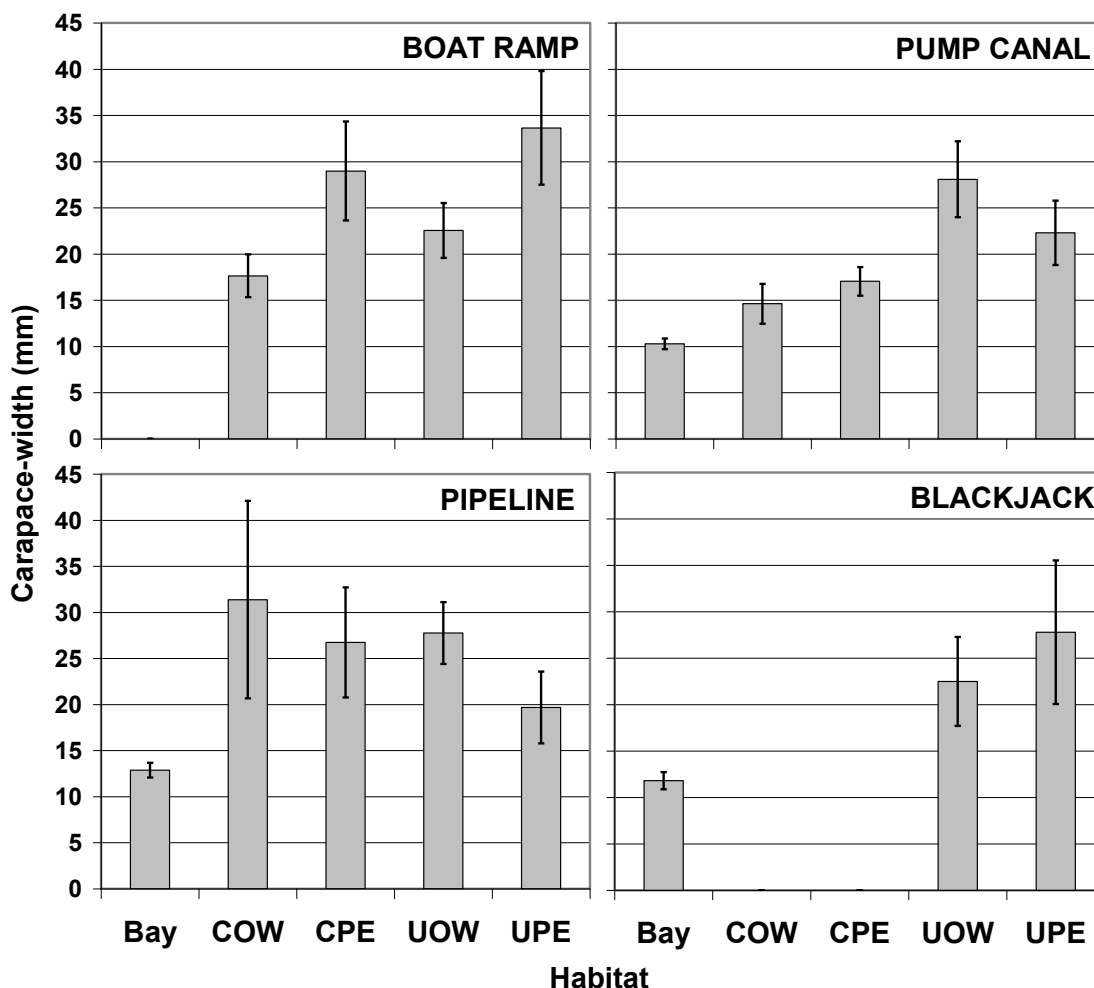 45
40
35
30
25
20
15
10
5
0
BOAT RAMP
PUMP CANAL
Carapace-width (mm)
45
40
35
30
25
20
15
10
5
0
PIPELINE
BLACKJACK
Bay COW CPE UOW UPE
Bay COW CPE UOW UPE
Habitat